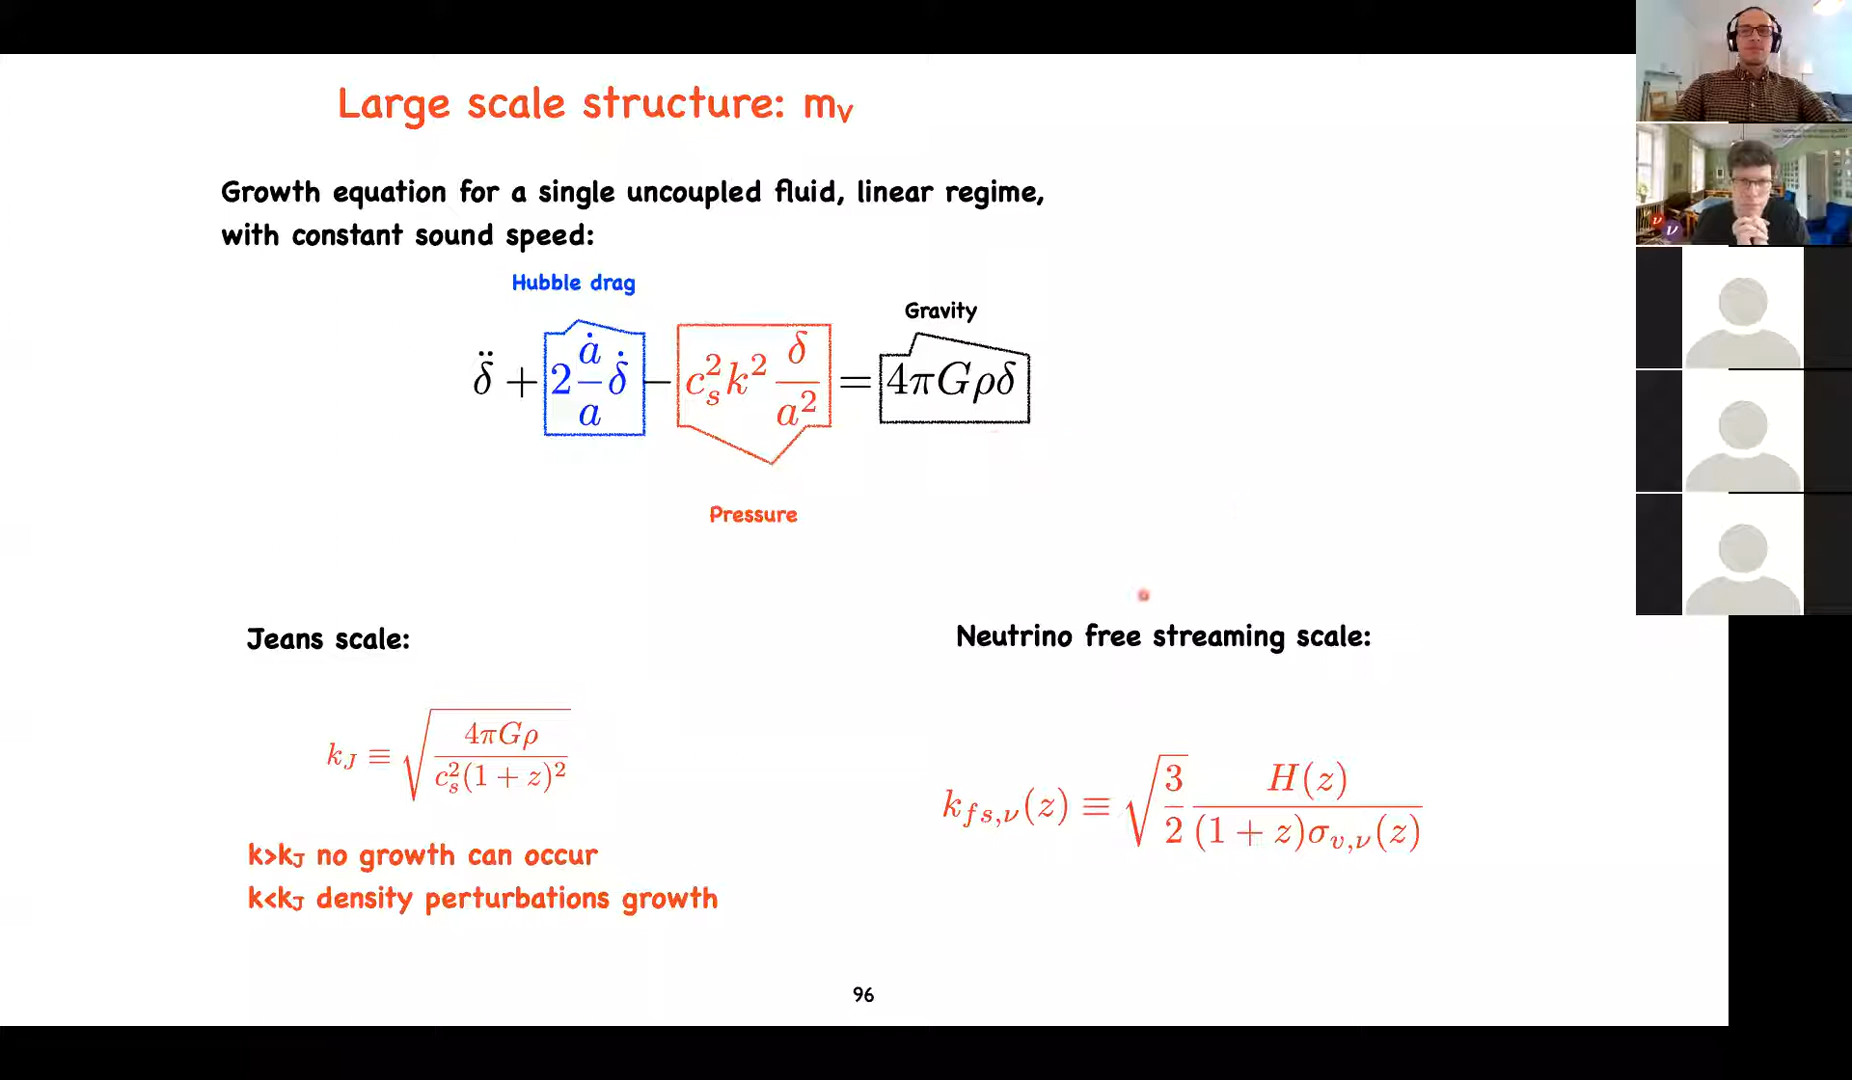 Large scale structure: mν
Growth equation for a single uncoupled fluid, linear regime,
with constant sound speed:
Hubble drag
Gravity
δ̈ + 2 ȧ/a δ̇ − c_s² k² δ/a² = 4πGρδ
Pressure
Jeans scale:
Neutrino free streaming scale:
k_J ≡ √(4πGρ / c_s²(1 + z)²)
k_{fs,ν}(z) ≡ √(3/2) H(z) / (1 + z)σ_{v,ν}(z)
k>kJ no growth can occur
k<kJ density perturbations growth
96